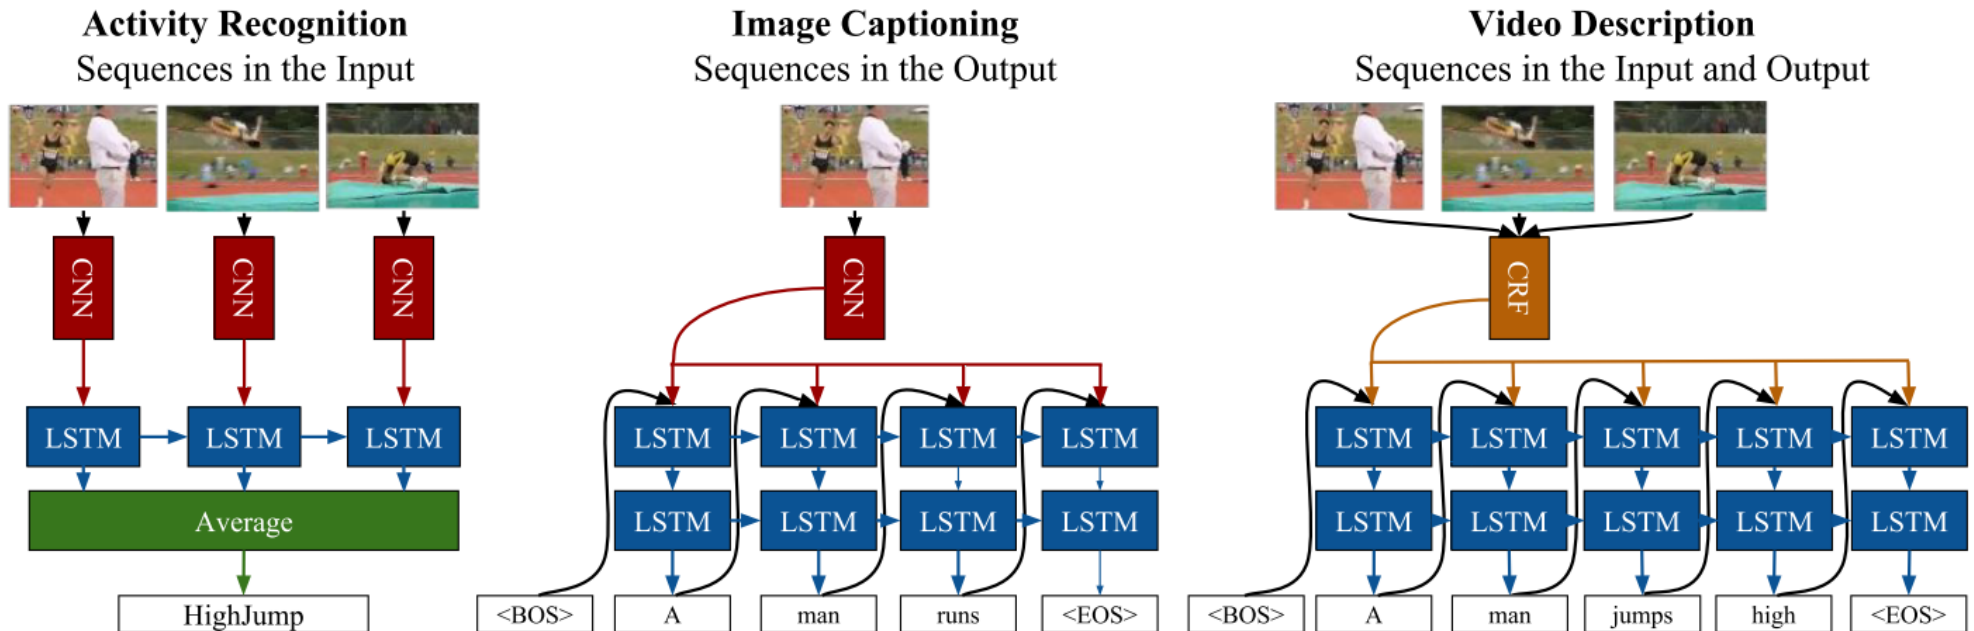 Activity Recognition
Sequences in the Input
CNN
CNN
CNN
LSTM
LSTM
LSTM
Average
HighJump
Image Captioning
Sequences in the Output
CNN
LSTM
LSTM
LSTM
LSTM
LSTM
LSTM
LSTM
LSTM
<BOS>
A
man
runs
<EOS>
Video Description
Sequences in the Input and Output
CRF
LSTM
LSTM
LSTM
LSTM
LSTM
LSTM
LSTM
LSTM
LSTM
LSTM
<BOS>
A
man
jumps
high
<EOS>